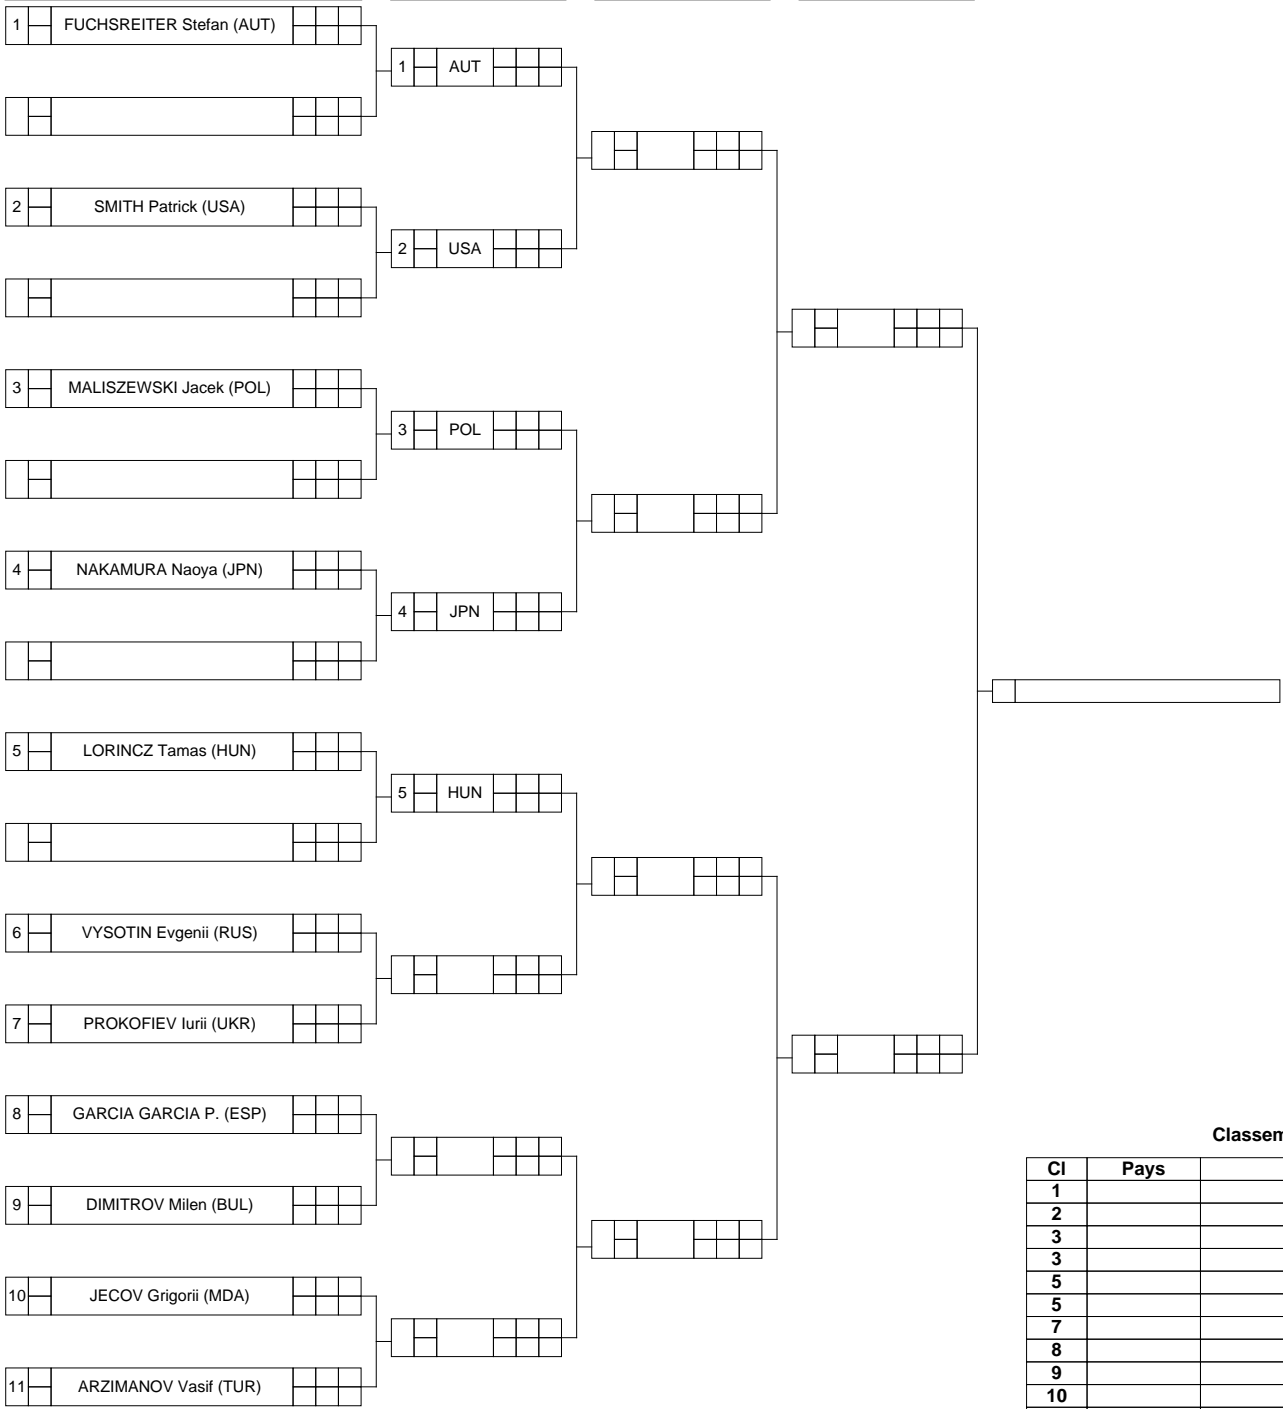 1 FUCHSREITER Stefan (AUT)
1 AUT
2 SMITH Patrick (USA)
2 USA
3 MALISZEWSKI Jacek (POL)
3 POL
4 NAKAMURA Naoya (JPN)
4 JPN
5 LORINCZ Tamas (HUN)
5 HUN
6 VYSOTIN Evgenii (RUS)
7 PROKOFIEV Iurii (UKR)
8 GARCIA GARCIA P. (ESP)
9 DIMITROV Milen (BUL)
10 JECOV Grigorii (MDA)
11 ARZIMANOV Vasif (TUR)
Classem
Cl Pays
1
2
3
3
5
5
7
8
9
10